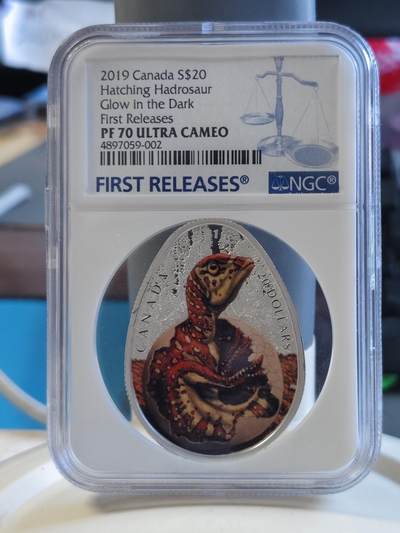 2019 Canada S$20
Hatching Hadrosaur
Glow in the Dark
First Releases
PF 70 ULTRA CAMEO
4897059-002
FIRST RELEASES®
NGC®
CANADA
20 DOLLARS